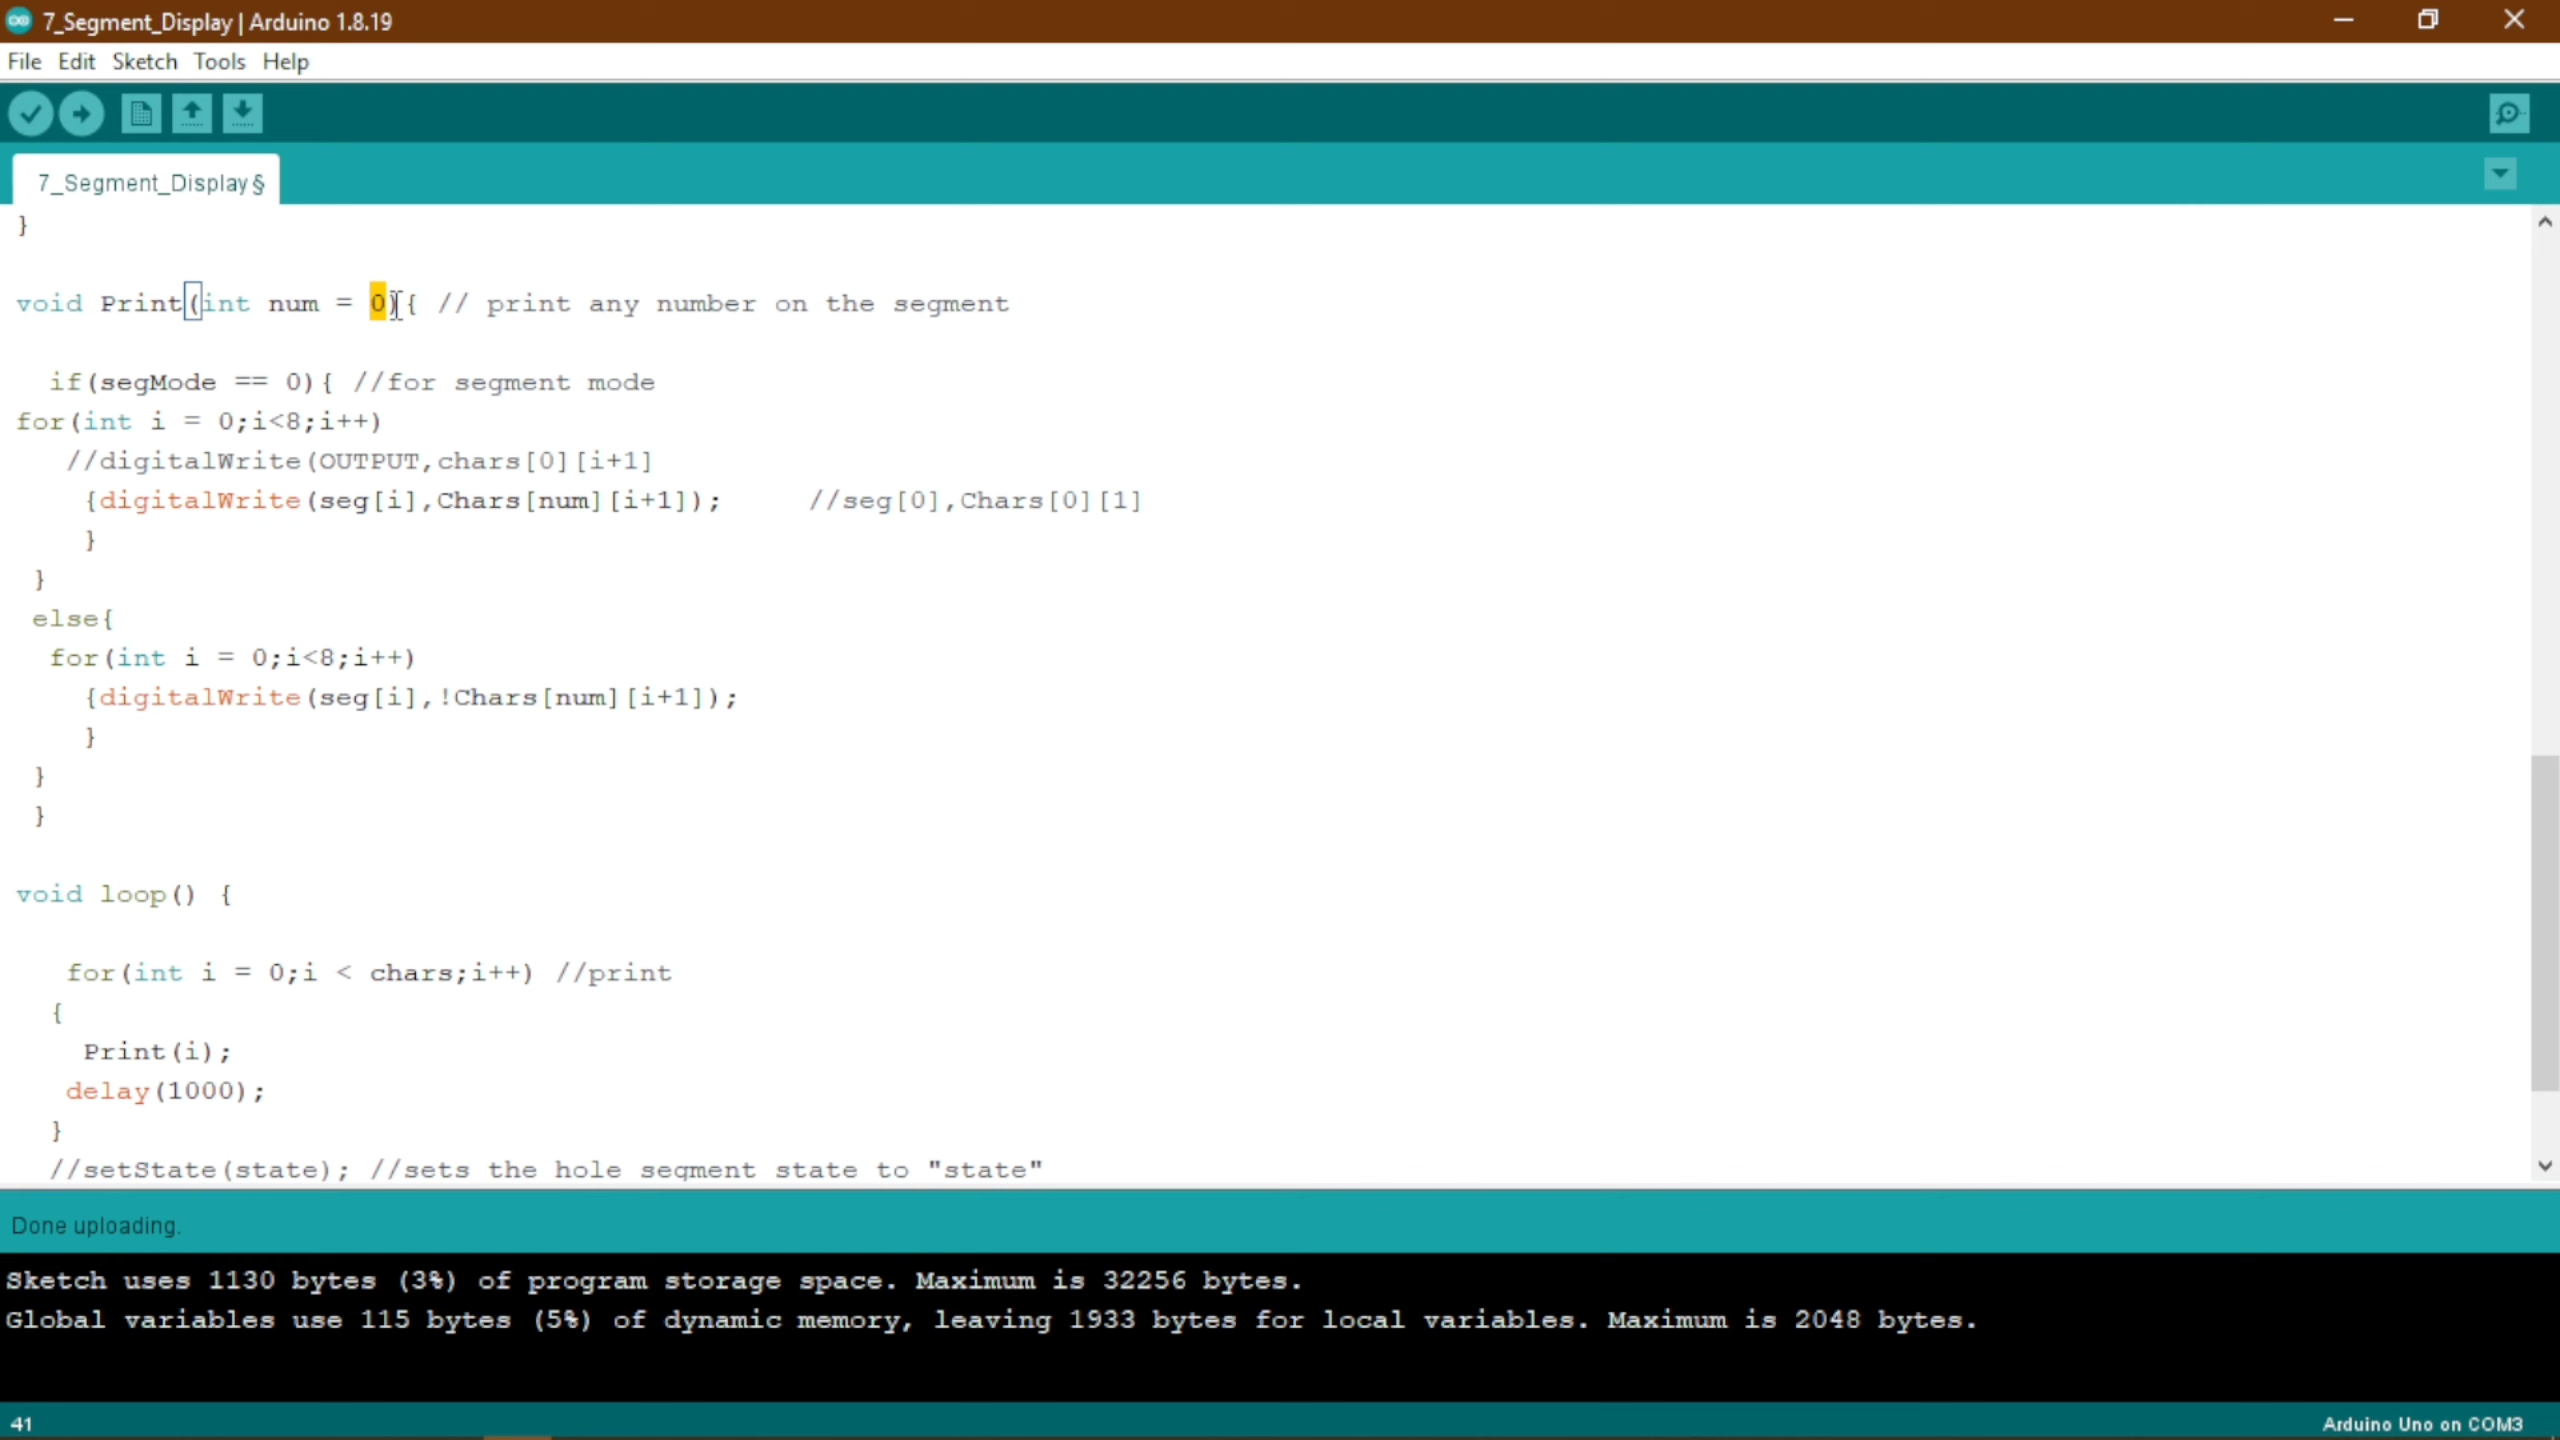 7_Segment_Display | Arduino 1.8.19
File Edit Sketch Tools Help
7_Segment_Display §
}
void Print(int num = 0){ // print any number on the segment
if(segMode == 0){ //for segment mode
for(int i = 0;i<8;i++)
//digitalWrite(OUTPUT,chars[0][i+1]
{digitalWrite(seg[i],Chars[num][i+1]); //seg[0],Chars[0][1]
}
}
else{
for(int i = 0;i<8;i++)
{digitalWrite(seg[i],!Chars[num][i+1]);
}
}
}
void loop() {
for(int i = 0;i < chars;i++) //print
{
Print(i);
delay(1000);
}
//setState(state); //sets the hole segment state to "state"
Done uploading.
Sketch uses 1130 bytes (3%) of program storage space. Maximum is 32256 bytes.
Global variables use 115 bytes (5%) of dynamic memory, leaving 1933 bytes for local variables. Maximum is 2048 bytes.
41
Arduino Uno on COM3